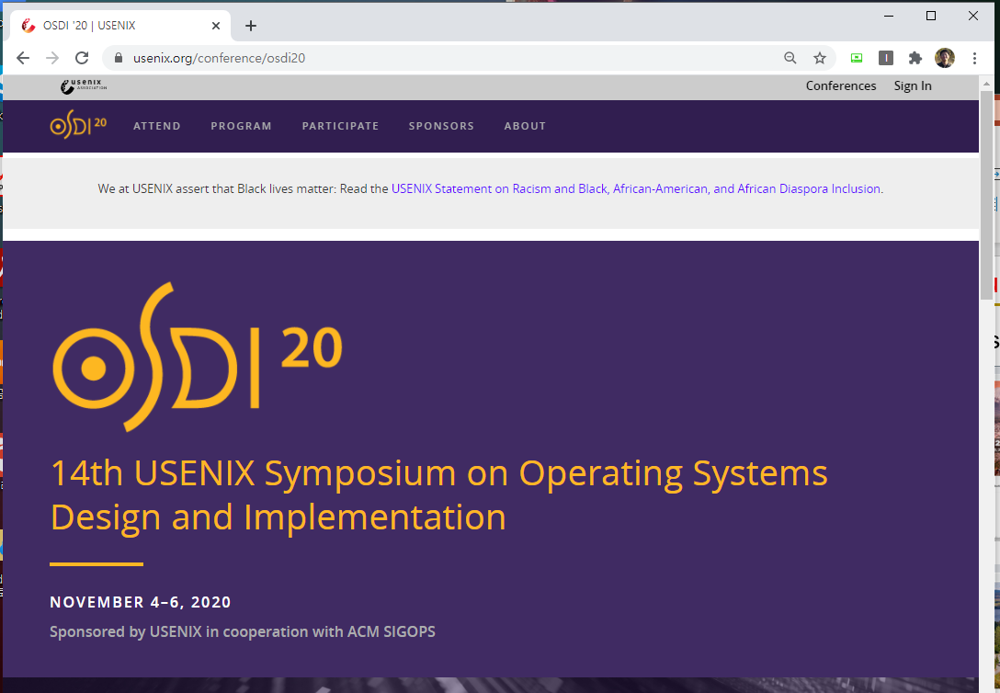 OSDI '20 | USENIX
usenix.org/conference/osdi20
usenix
ASSOCIATION
Conferences Sign In
OSDI 20 ATTEND PROGRAM PARTICIPATE SPONSORS ABOUT
We at USENIX assert that Black lives matter: Read the USENIX Statement on Racism and Black, African-American, and African Diaspora Inclusion.
OSDI 20
14th USENIX Symposium on Operating Systems
Design and Implementation
NOVEMBER 4–6, 2020
Sponsored by USENIX in cooperation with ACM SIGOPS